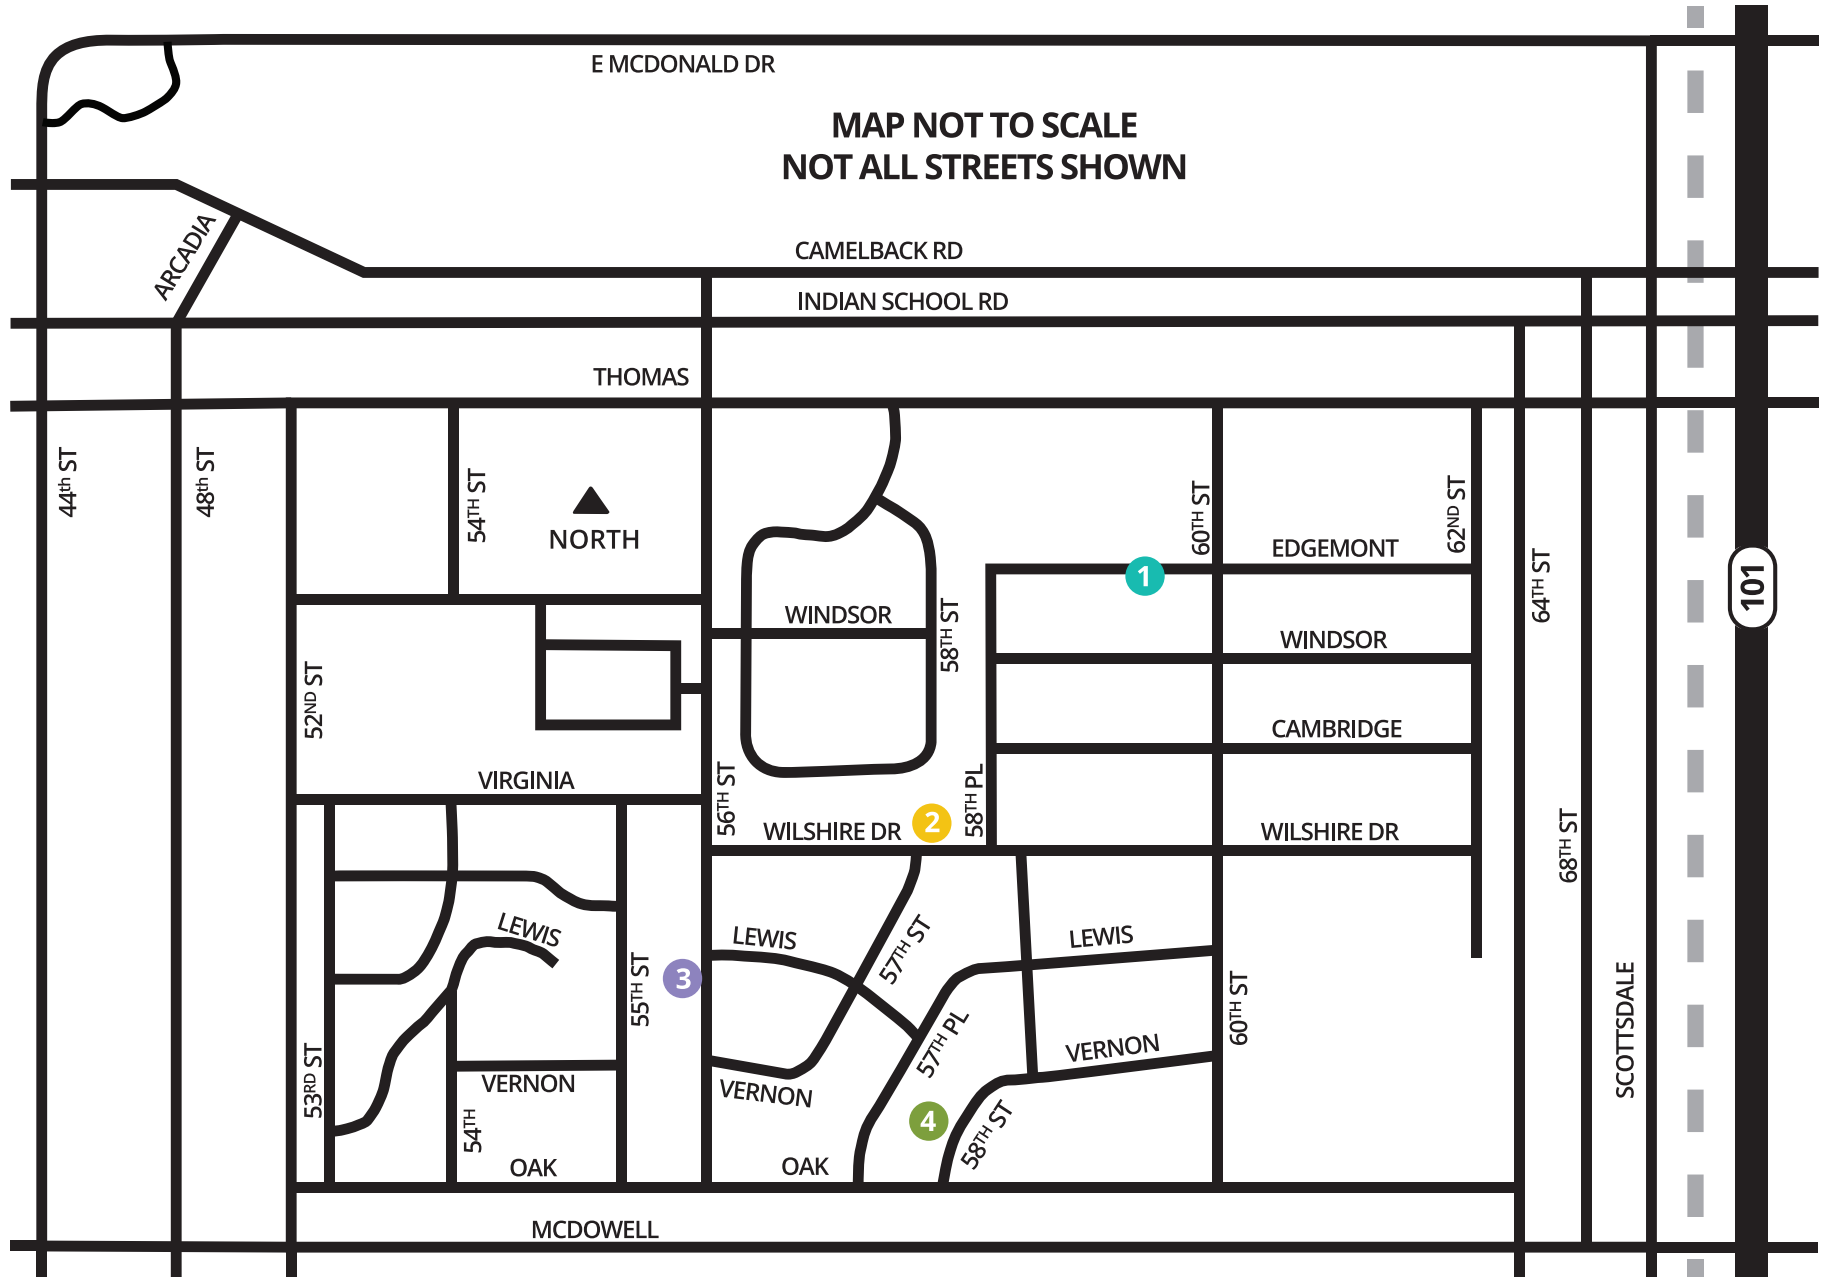 E MCDONALD DR
MAP NOT TO SCALE
NOT ALL STREETS SHOWN
ARCADIA
CAMELBACK RD
INDIAN SCHOOL RD
THOMAS
44th ST
48th ST
54TH ST
NORTH
60TH ST
62ND ST
EDGEMONT
1
64TH ST
101
WINDSOR
58TH ST
WINDSOR
52ND ST
CAMBRIDGE
VIRGINIA
56TH ST
WILSHIRE DR
2
58TH PL
WILSHIRE DR
68TH ST
LEWIS
LEWIS
57TH ST
LEWIS
55TH ST
3
60TH ST
SCOTTSDALE
53RD ST
VERNON
VERNON
57TH PL
VERNON
54TH
4
58TH ST
OAK
OAK
MCDOWELL